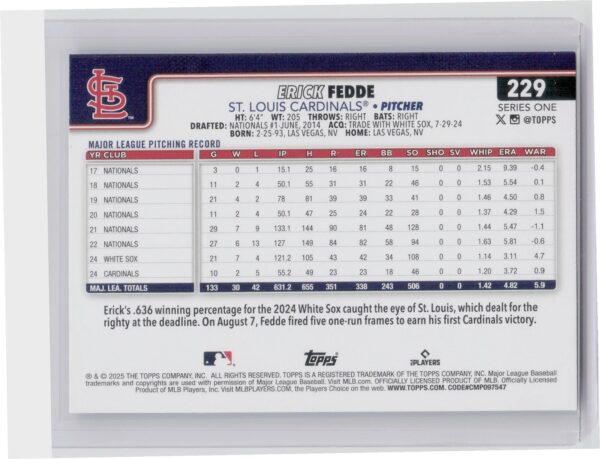 STL
229
ERICK FEDDE
ST. LOUIS CARDINALS® • PITCHER
SERIES ONE
HT: 6'4" WT: 205 THROWS: RIGHT BATS: RIGHT
@TOPPS
DRAFTED: NATIONALS #1 JUNE, 2014 ACQ: TRADE WITH WHITE SOX, 7-29-24
BORN: 2-25-93, LAS VEGAS, NV HOME: LAS VEGAS, NV
MAJOR LEAGUE PITCHING RECORD
YR CLUB G W L IP H R ER BB SO SHO SV WHIP ERA WAR
17 NATIONALS 3 0 1 15.1 25 16 16 8 15 0 0 2.15 9.39 -0.4
18 NATIONALS 11 2 4 50.1 55 31 31 22 46 0 0 1.53 5.54 0.1
19 NATIONALS 21 4 2 78 81 39 39 33 41 0 0 1.46 4.50 0.8
20 NATIONALS 11 2 4 50.1 47 25 24 22 28 0 0 1.37 4.29 1.5
21 NATIONALS 29 7 9 133.1 144 90 81 48 128 0 0 1.44 5.47 -1.1
22 NATIONALS 27 6 13 127 149 84 82 58 94 0 0 1.63 5.81 -0.6
24 WHITE SOX 21 7 4 121.2 106 44 42 34 108 0 0 1.14 3.11 4.7
24 CARDINALS 10 2 5 55.2 49 23 23 18 46 0 0 1.20 3.72 0.9
MAJ. LEA. TOTALS 133 30 42 631.2 655 351 338 243 506 0 0 1.42 4.82 5.9
Erick's .636 winning percentage for the 2024 White Sox caught the eye of St. Louis, which dealt for the
righty at the deadline. On August 7, Fedde fired five one-run frames to earn his first Cardinals victory.
Topps
PLAYERS
® & © 2025 THE TOPPS COMPANY, INC. ALL RIGHTS RESERVED. TOPPS IS A REGISTERED TRADEMARK OF THE TOPPS COMPANY, INC. Major League Baseball
trademarks and copyrights are used with permission of Major League Baseball. Visit MLB.com. OFFICIALLY LICENSED PRODUCT OF MLB. Officially Licensed
Product of MLB Players, Inc. Visit MLBPLAYERS.com, the Players Choice on the web. WWW.TOPPS.COM. CODE#CMP097547